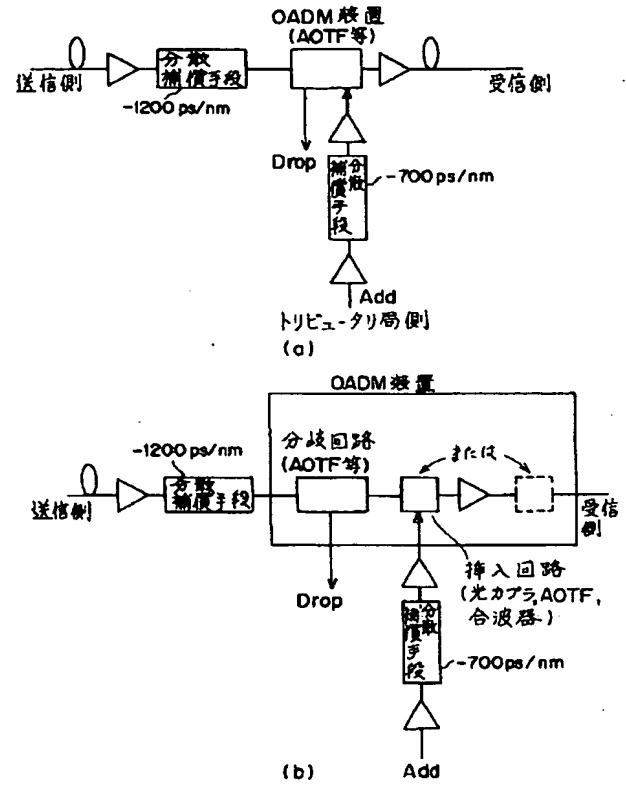 OADM装置
(AOTF等)
送信側
分散
補償手段
-1200 ps/nm
受信側
Drop
分散
補償手段
-700 ps/nm
Add
トリビュータリ局側
(a)
OADM装置
-1200 ps/nm
分岐回路
(AOTF等)
または
送信側
分散
補償手段
受信側
Drop
挿入回路
(光カプラ,AOTF,
合波器)
分散
補償手段
-700ps/nm
(b)
Add